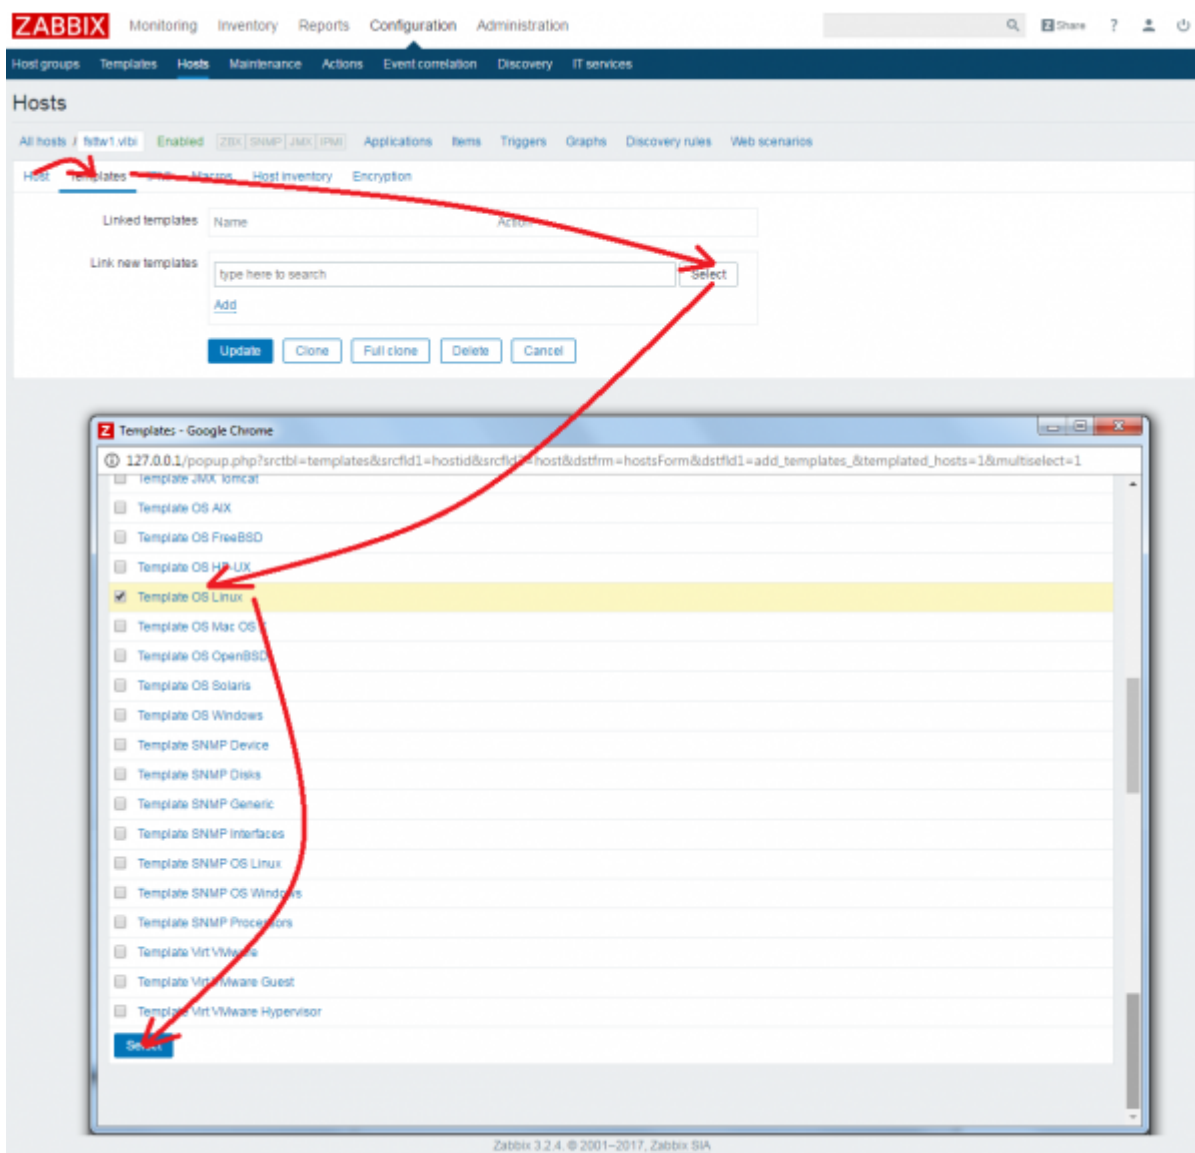 ZABBIX Monitoring Inventory Reports Configuration Administration Share ?
Host groups Templates Hosts Maintenance Actions Event correlation Discovery IT services
Hosts
All hosts / Enabled ZBX SNMP JMX IPMI Applications Items Triggers Graphs Discovery rules Web scenarios
Host Templates Macros Host inventory Encryption
Linked templates Name Action
Link new templates
type here to search Select
Add
Update Clone Full clone Delete Cancel
Templates - Google Chrome
127.0.0.1/popup.php?srctbl=templates&srcfld1=hostid&srcfld2=host&dstfrm=hostsForm&dstfld1=add_templates_&templated_hosts=1&multiselect=1
Template JMX Tomcat
Template OS AIX
Template OS FreeBSD
Template OS HP-UX
Template OS Linux
Template OS Mac OS X
Template OS OpenBSD
Template OS Solaris
Template OS Windows
Template SNMP Device
Template SNMP Disks
Template SNMP Generic
Template SNMP Interfaces
Template SNMP OS Linux
Template SNMP OS Windows
Template SNMP Processors
Template Virt VMware
Template Virt VMware Guest
Template Virt VMware Hypervisor
Select
Zabbix 3.2.4. © 2001–2017, Zabbix SIA